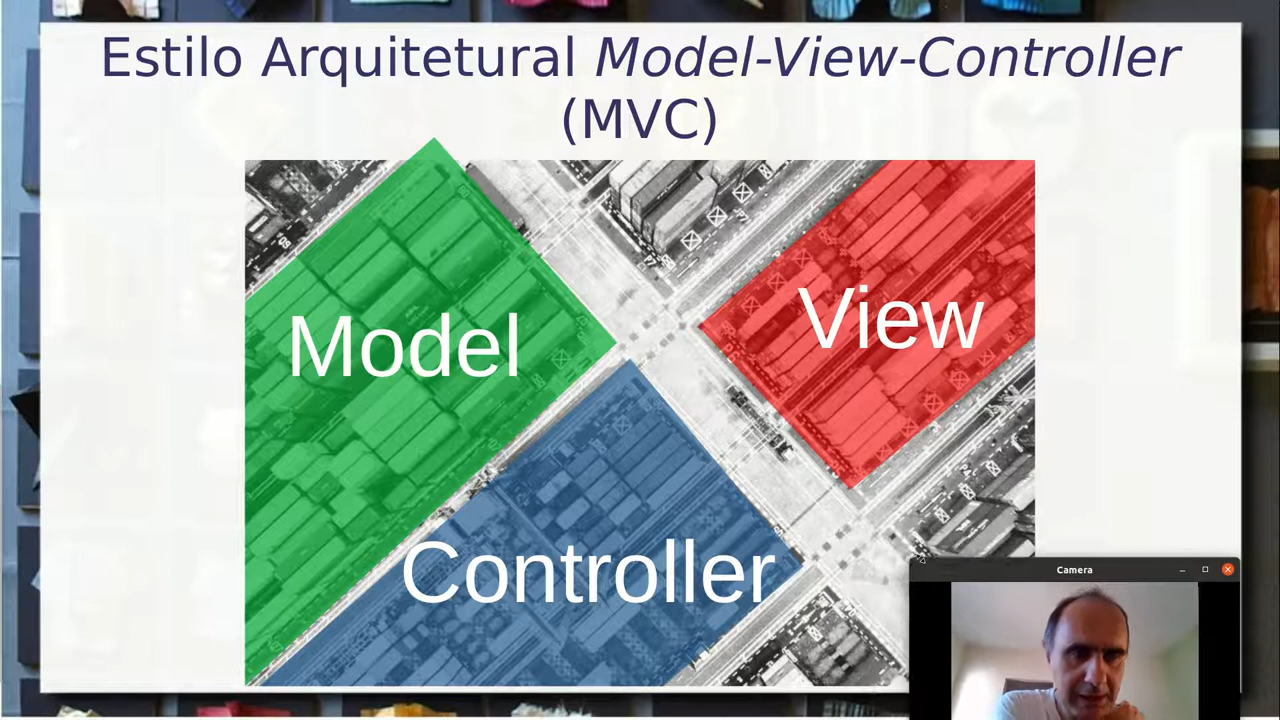 Estilo Arquitetural Model-View-Controller
(MVC)
View
Model
Controller
Camera